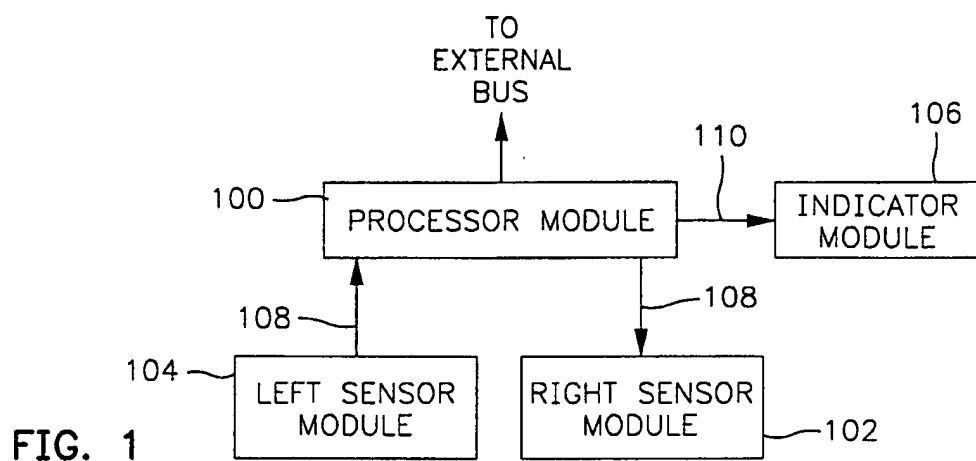 TO
EXTERNAL
BUS
110
106
100
PROCESSOR MODULE
INDICATOR
MODULE
108
108
104
LEFT SENSOR
MODULE
RIGHT SENSOR
MODULE
102
FIG. 1